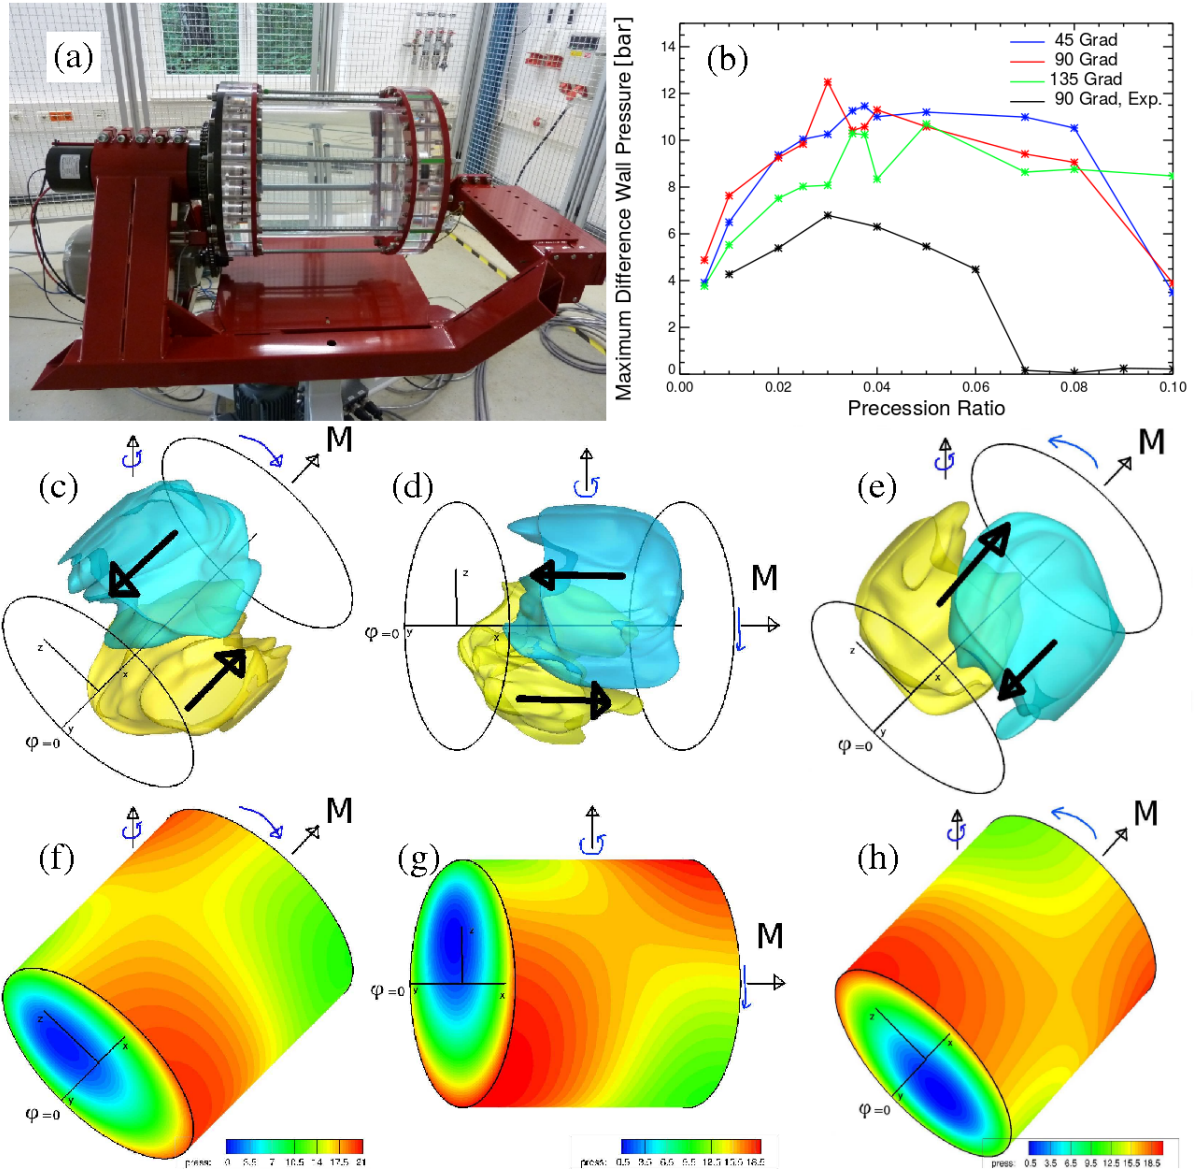 (a)
(b)
45 Grad
90 Grad
135 Grad
90 Grad, Exp.
Maximum Difference Wall Pressure [bar]
14
12
10
8
6
4
2
0
0.00 0.02 0.04 0.06 0.08 0.10
Precession Ratio
(c)
M
z
x
y
φ=0
(d)
M
z
φ=0
y
x
(e)
M
z
x
y
φ=0
(f)
M
z
x
y
φ=0
press: 0 3.5 7 10.5 14 17.5 21
(g)
M
z
φ=0
y
x
press: 0.5 3.5 6.5 9.5 12.5 15.5 18.5
(h)
M
z
x
y
φ=0
press: 0.5 3.5 6.5 9.5 12.5 15.5 18.5